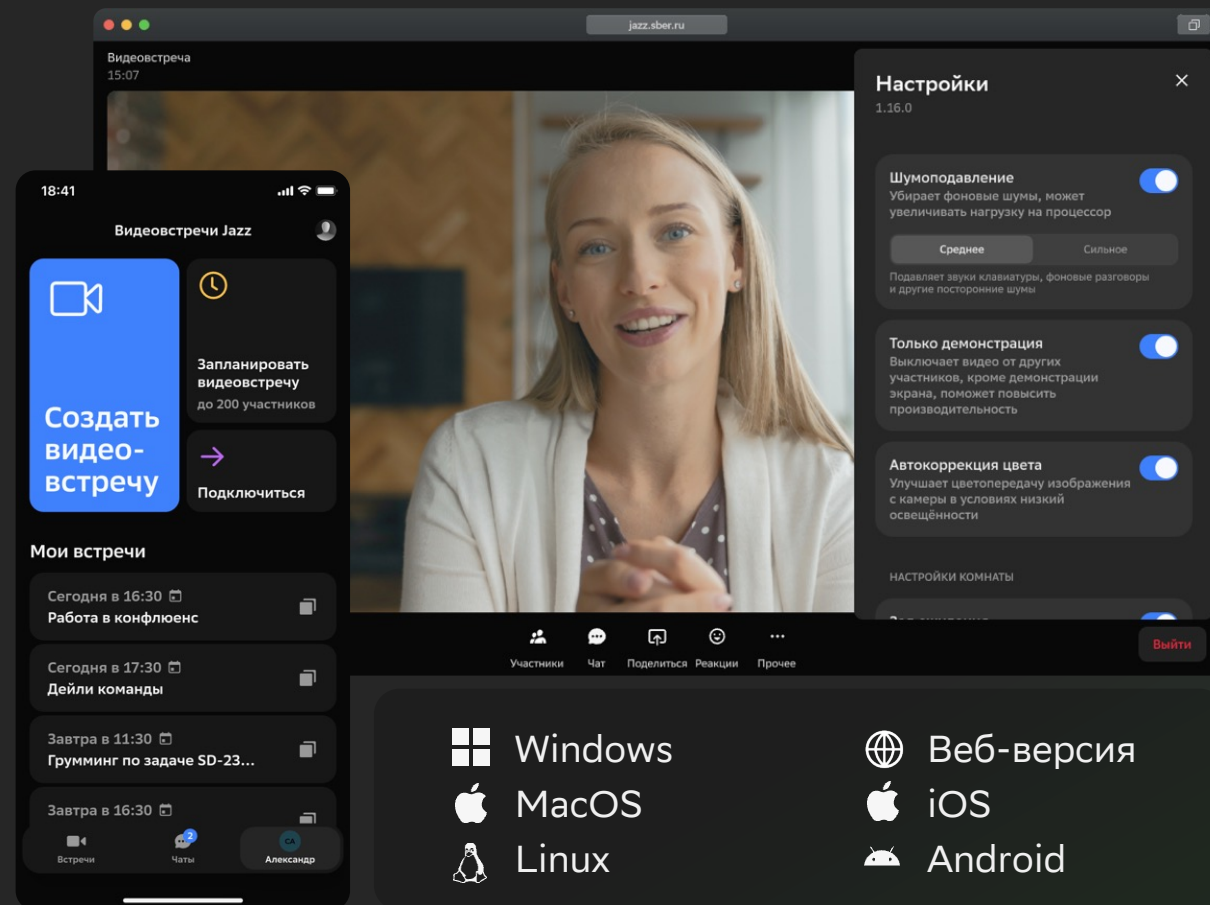 jazz.sber.ru
Видеовстреча
15:07
Настройки
1.16.0
Шумоподавление
Убирает фоновые шумы, может
увеличивать нагрузку на процессор
Среднее
Сильное
Подавляет звуки клавиатуры, фоновые разговоры
и другие посторонние шумы
Только демонстрация
Выключает видео от других
участников, кроме демонстрации
экрана, поможет повысить
производительность
Автокоррекция цвета
Улучшает цветопередачу изображения
с камеры в условиях низкий
освещённости
НАСТРОЙКИ КОМНАТЫ
Участники
Чат
Поделиться
Реакции
Прочее
Выйти
18:41
Видеовстречи Jazz
Создать
видео-
встречу
Запланировать
видеовстречу
до 200 участников
Подключиться
Мои встречи
Сегодня в 16:30
Работа в конфлюенс
Сегодня в 17:30
Дейли команды
Завтра в 11:30
Грумминг по задаче SD-23...
Завтра в 16:30
Встречи
2
Чаты
СА
Александр
Windows
MacOS
Linux
Веб-версия
iOS
Android